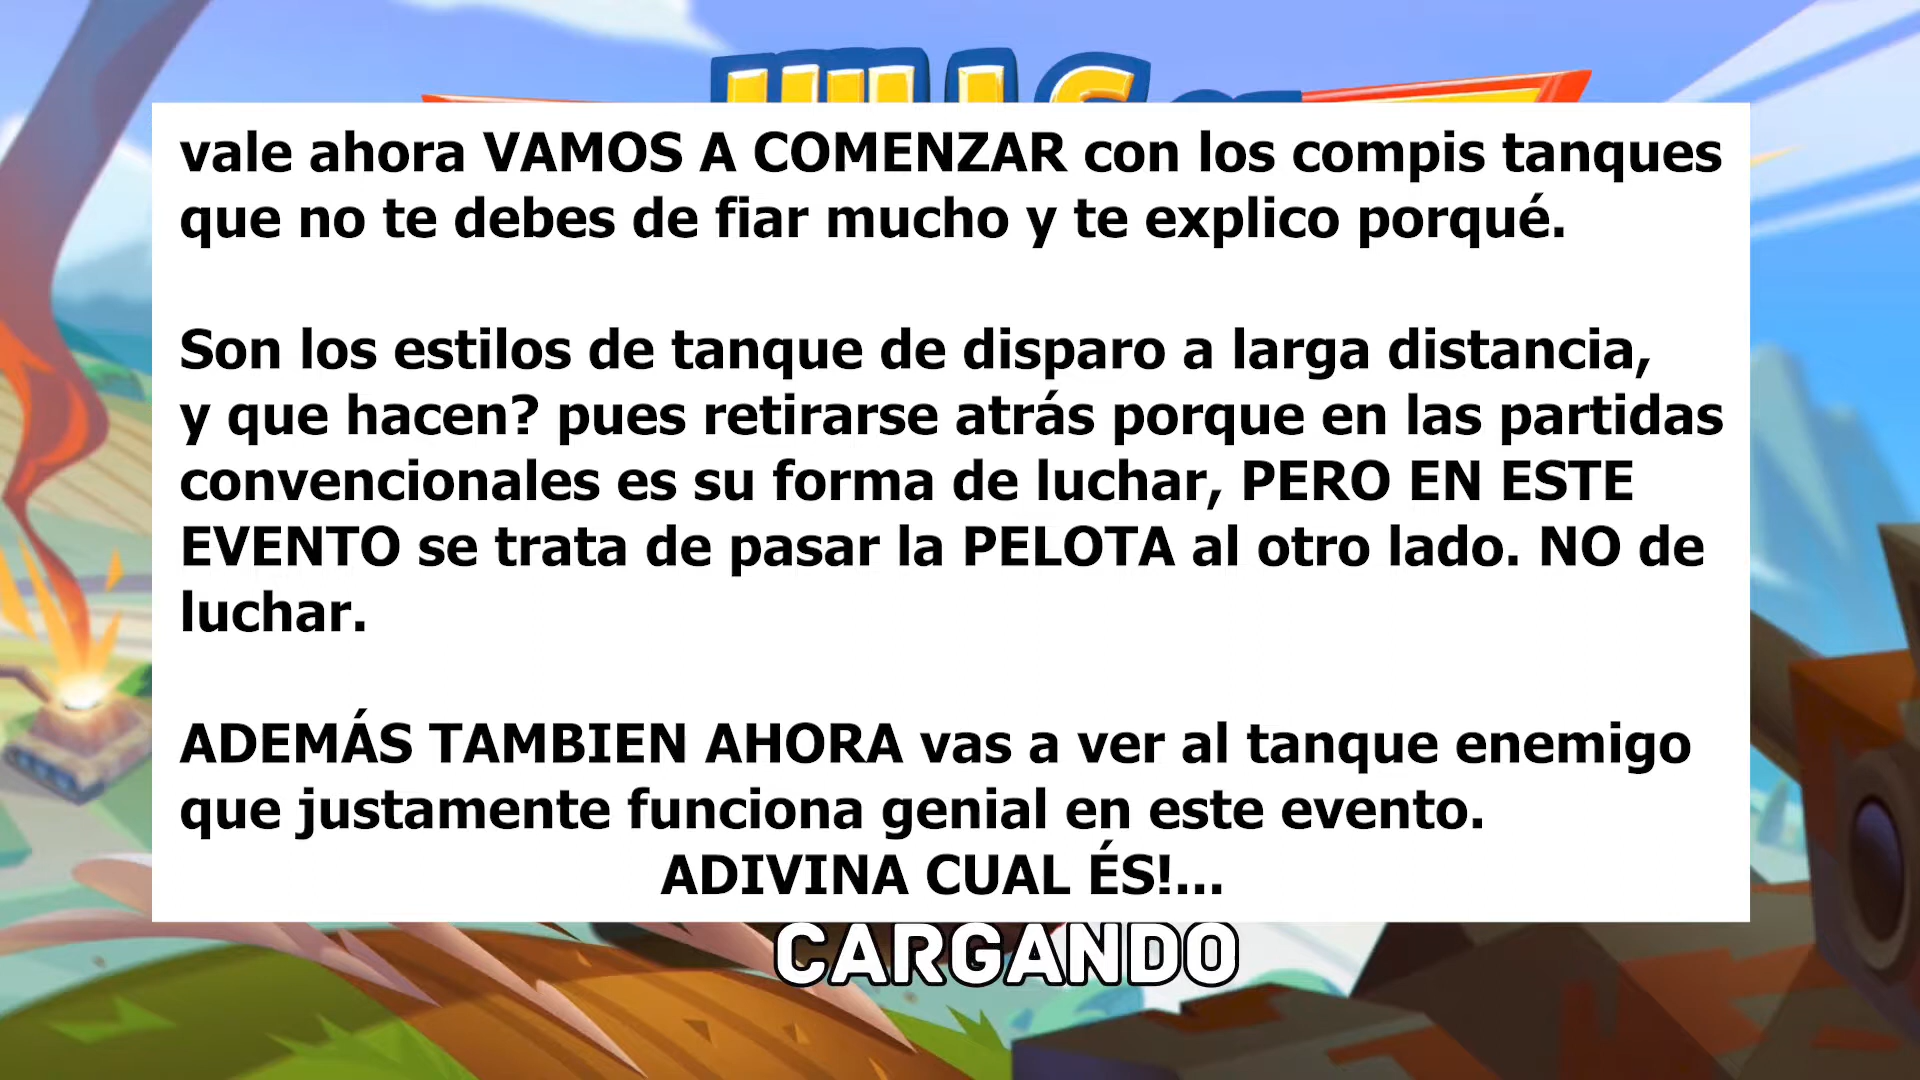 vale ahora VAMOS A COMENZAR con los compis tanques
que no te debes de fiar mucho y te explico porqué.
Son los estilos de tanque de disparo a larga distancia,
y que hacen? pues retirarse atrás porque en las partidas
convencionales es su forma de luchar, PERO EN ESTE
EVENTO se trata de pasar la PELOTA al otro lado. NO de
luchar.
ADEMÁS TAMBIEN AHORA vas a ver al tanque enemigo
que justamente funciona genial en este evento.
ADIVINA CUAL ÉS!...
CARGANDO